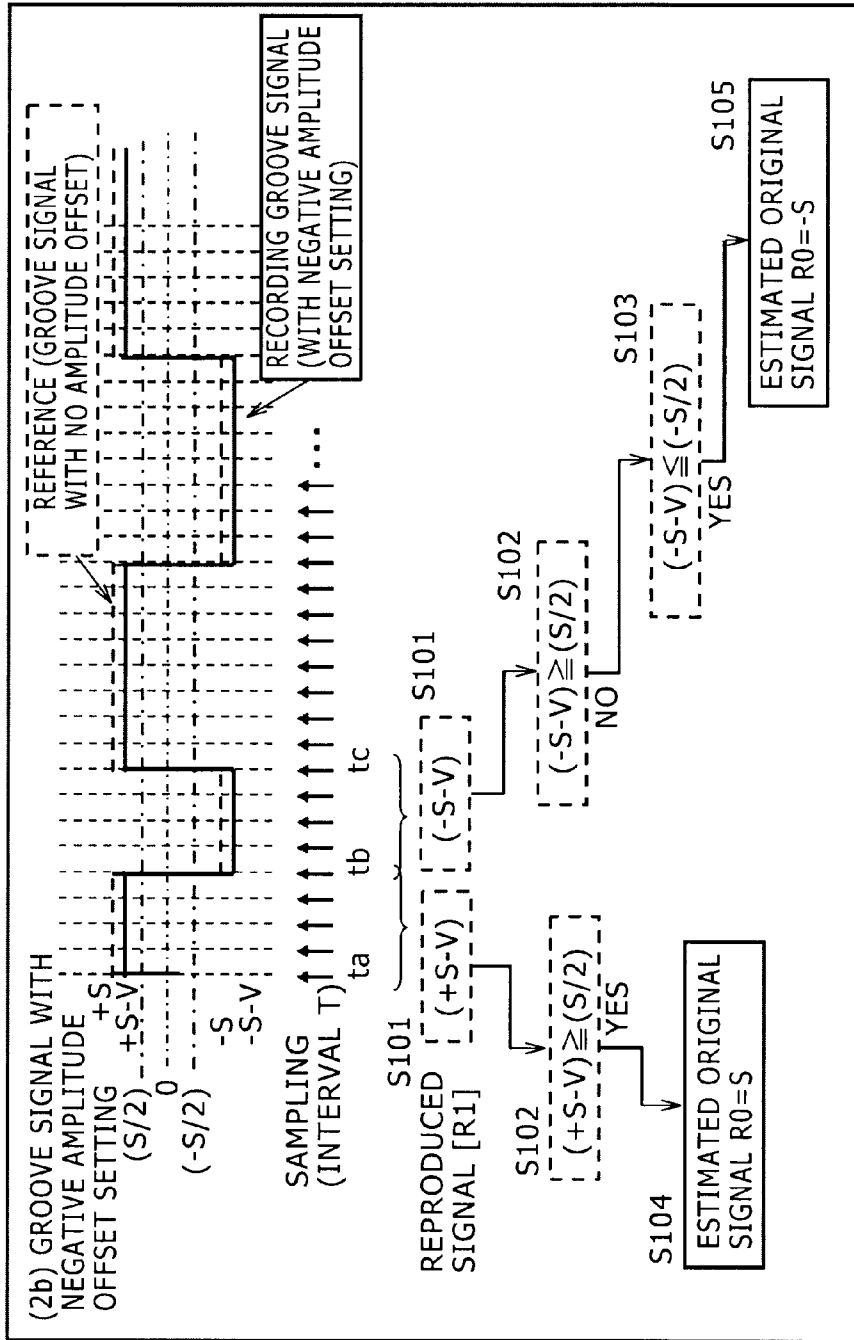 (2b) GROOVE SIGNAL WITH
NEGATIVE AMPLITUDE
OFFSET SETTING
+S
+S-V
(S/2)
0
(-S/2)
-S
-S-V
REFERENCE (GROOVE SIGNAL
WITH NO AMPLITUDE OFFSET)
RECORDING GROOVE SIGNAL
(WITH NEGATIVE AMPLITUDE
OFFSET SETTING)
SAMPLING
(INTERVAL T)
...
ta
tb
tc
REPRODUCED
SIGNAL [R1]
S101
(+S-V)
(-S-V)
S101
S102
(+S-V)≧(S/2)
YES
S102
(-S-V)≧(S/2)
NO
S103
(-S-V)≦(-S/2)
YES
S104
ESTIMATED ORIGINAL
SIGNAL R0=S
S105
ESTIMATED ORIGINAL
SIGNAL R0=-S